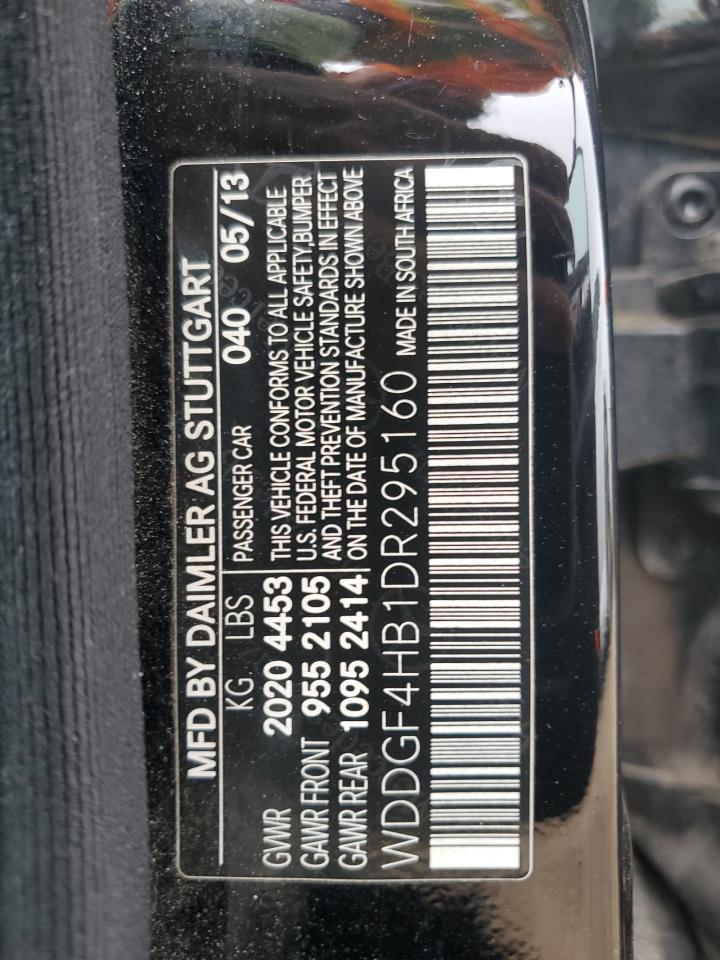 MFD BY DAIMLER AG STUTTGART
KG LBS PASSENGER CAR 040 05/13
GVWR 2020 4453
GAWR FRONT 955 2105
GAWR REAR 1095 2414
THIS VEHICLE CONFORMS TO ALL APPLICABLE
U.S. FEDERAL MOTOR VEHICLE SAFETY,BUMPER
AND THEFT PREVENTION STANDARDS IN EFFECT
ON THE DATE OF MANUFACTURE SHOWN ABOVE
WDDGF4HB1DR295160 MADE IN SOUTH AFRICA